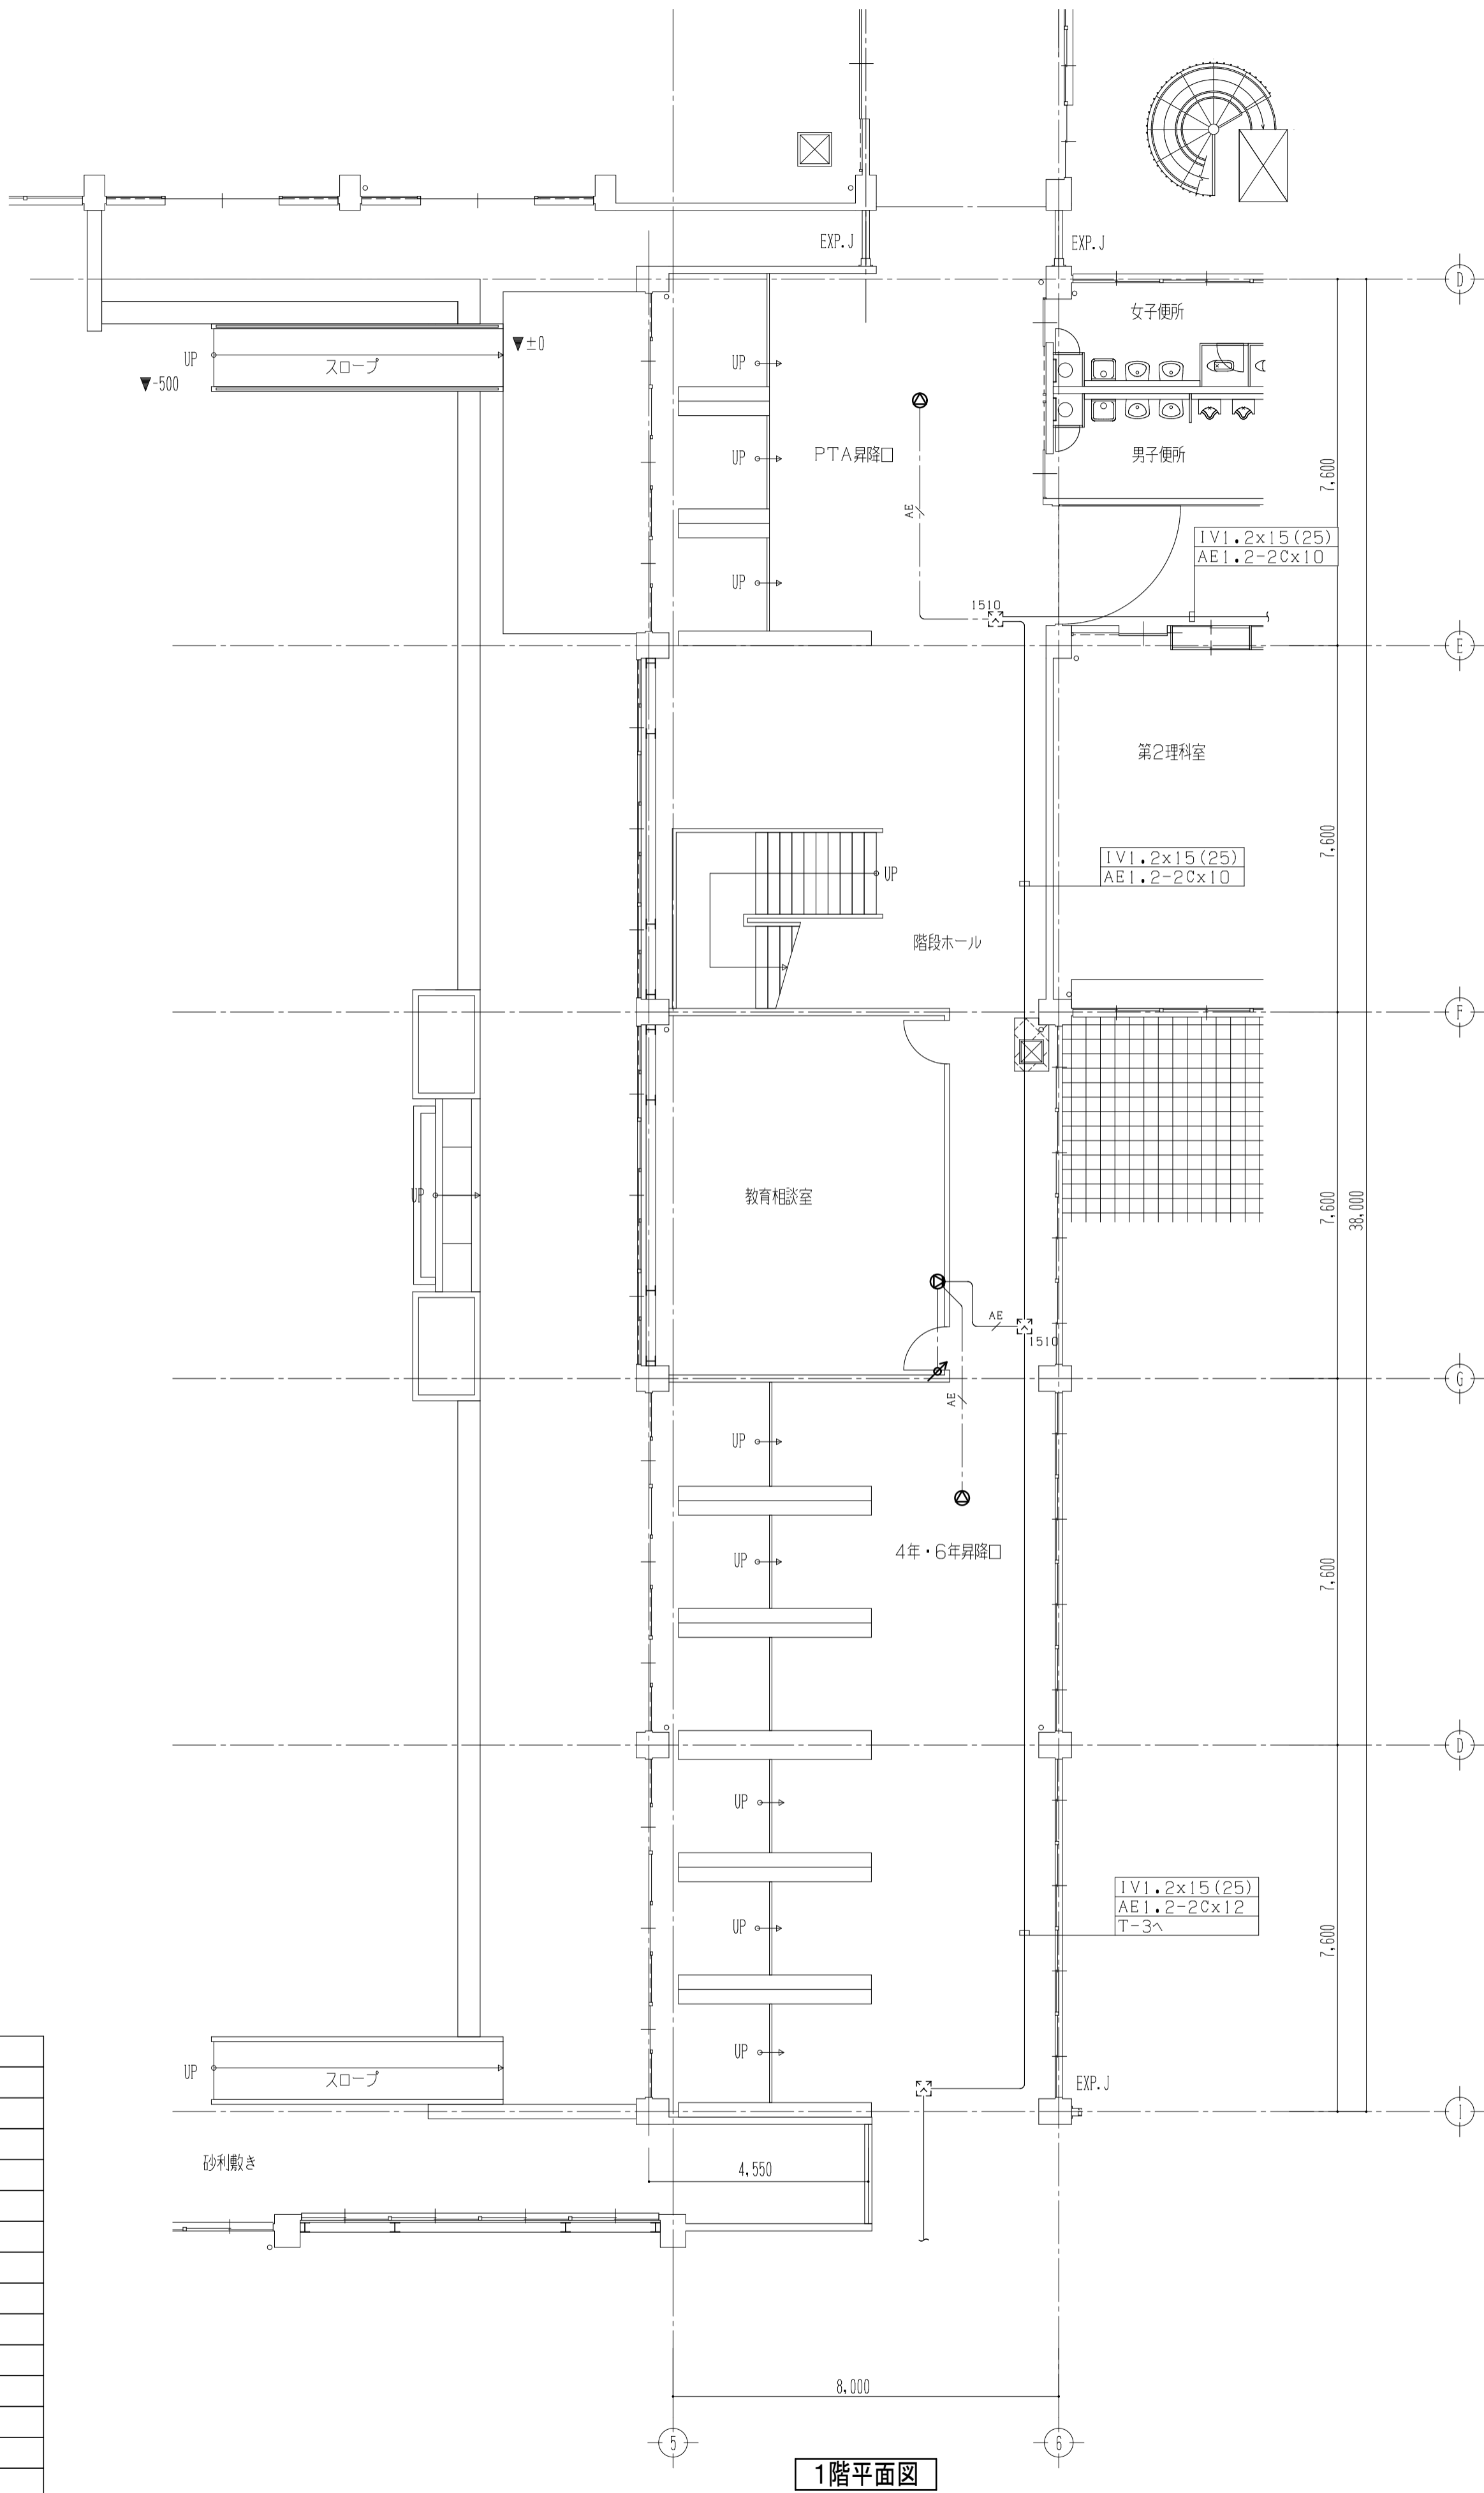 EXP.J
EXP.J
D
女子便所
UP
スロープ
▼±0
▼-500
UP
UP
PTA昇降口
男子便所
7,600
AE
UP
IV1.2x15(25)
AE1.2-2Cx10
1510
E
第2理科室
7,600
IV1.2x15(25)
AE1.2-2Cx10
UP
階段ホール
F
教育相談室
UP
7,600
38,000
AE
1510
G
AE
UP
4年・6年昇降口
UP
7,600
D
UP
IV1.2x15(25)
AE1.2-2Cx12
T-3へ
UP
7,600
UP
UP
スロープ
EXP.J
I
砂利敷き
4,550
8,000
5
6
1階平面図